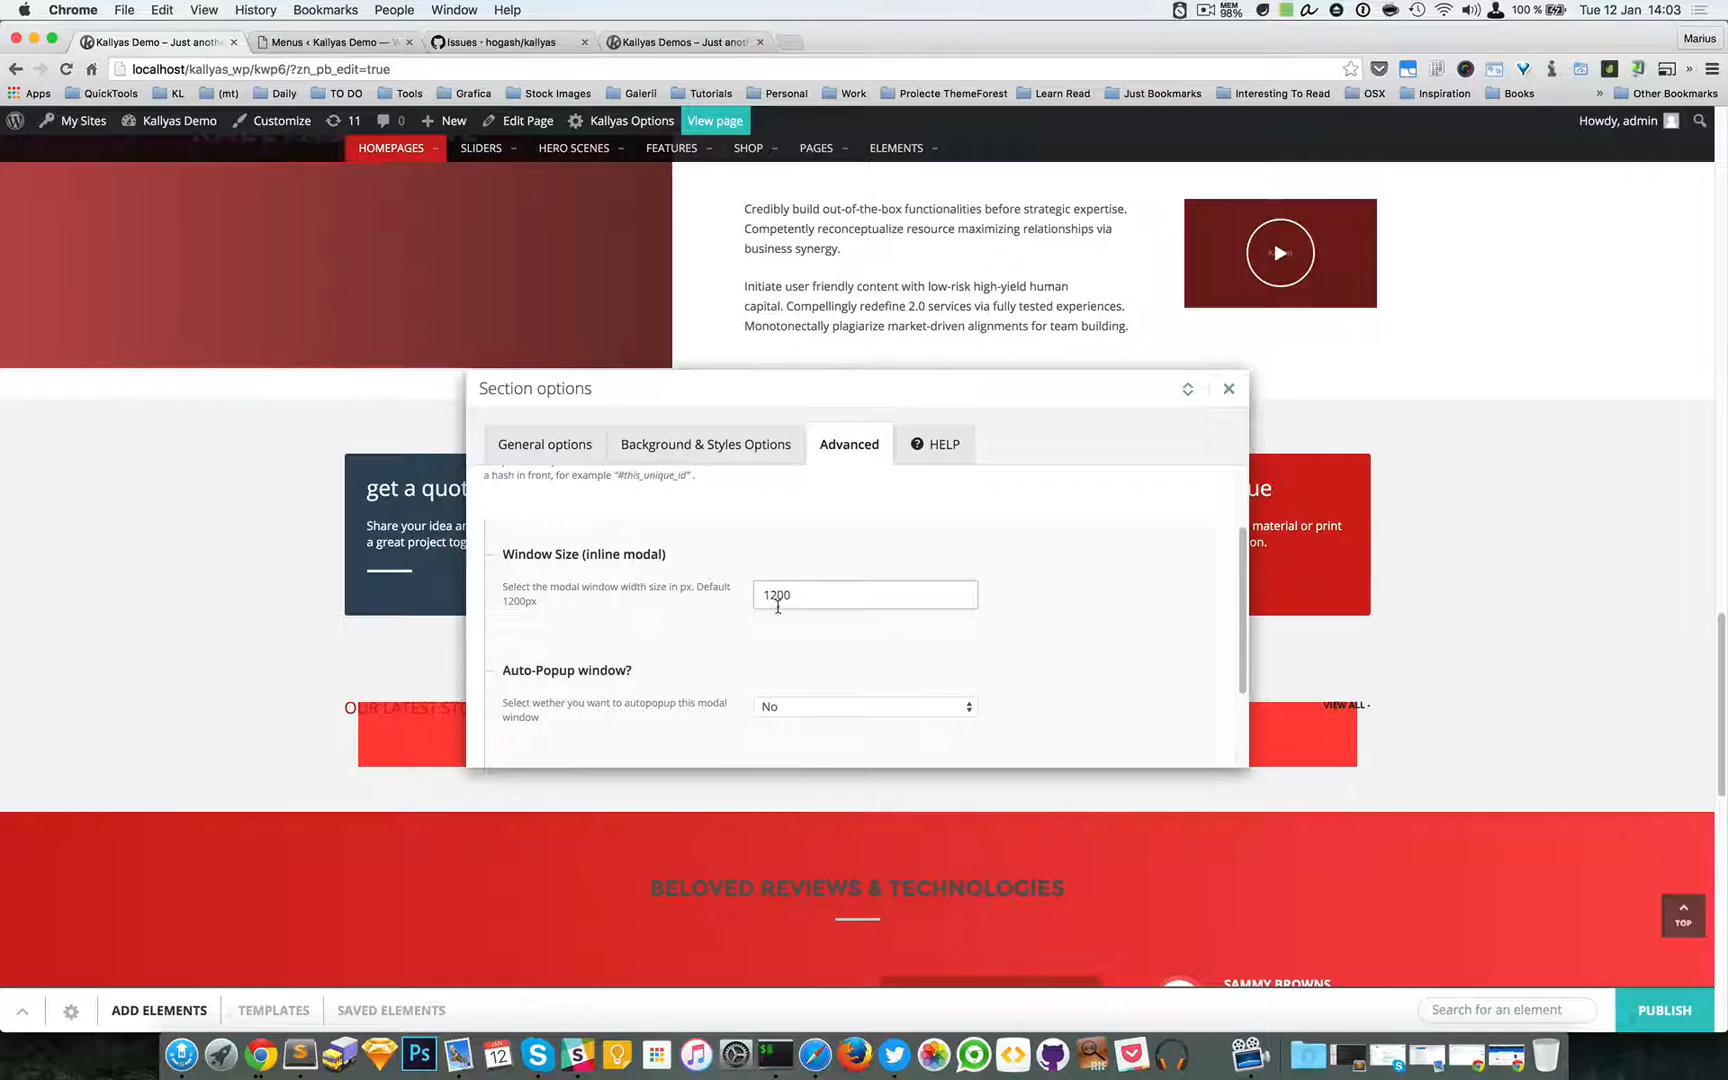 Chrome File Edit View History Bookmarks People Window Help MEM 98% 100 % Tue 12 Jan 14:03
Kallyas Demo – Just anoth Menus ‹ Kallyas Demo — W Issues · hogash/kallyas Kallyas Demos – Just anot Marius
localhost/kallyas_wp/kwp6/?zn_pb_edit=true
Apps QuickTools KL (mt) Daily TO DO Tools Grafica Stock Images Galerii Tutorials Personal Work Proiecte ThemeForest Learn Read Just Bookmarks Interesting To Read OSX Inspiration Books » Other Bookmarks
My Sites Kallyas Demo Customize 11 0 New Edit Page Kallyas Options View page Howdy, admin
HOMEPAGES SLIDERS HERO SCENES FEATURES SHOP PAGES ELEMENTS
Credibly build out-of-the-box functionalities before strategic expertise.
Competently reconceptualize resource maximizing relationships via
business synergy.
Initiate user friendly content with low-risk high-yield human
capital. Compellingly redefine 2.0 services via fully tested experiences.
Monotonectally plagiarize market-driven alignments for team building.
Section options
General options Background & Styles Options Advanced HELP
a hash in front, for example "#this_unique_id" .
get a quot
Share your idea an
a great project tog
ue
material or print
on.
Window Size (inline modal)
Select the modal window width size in px. Default
1200px
1200
Auto-Popup window?
Select wether you want to autopopup this modal
window
No
OUR LATEST STO
VIEW ALL -
BELOVED REVIEWS & TECHNOLOGIES
TOP
SAMMY BROWNS
ADD ELEMENTS TEMPLATES SAVED ELEMENTS Search for an element PUBLISH
Ps
JAN
12